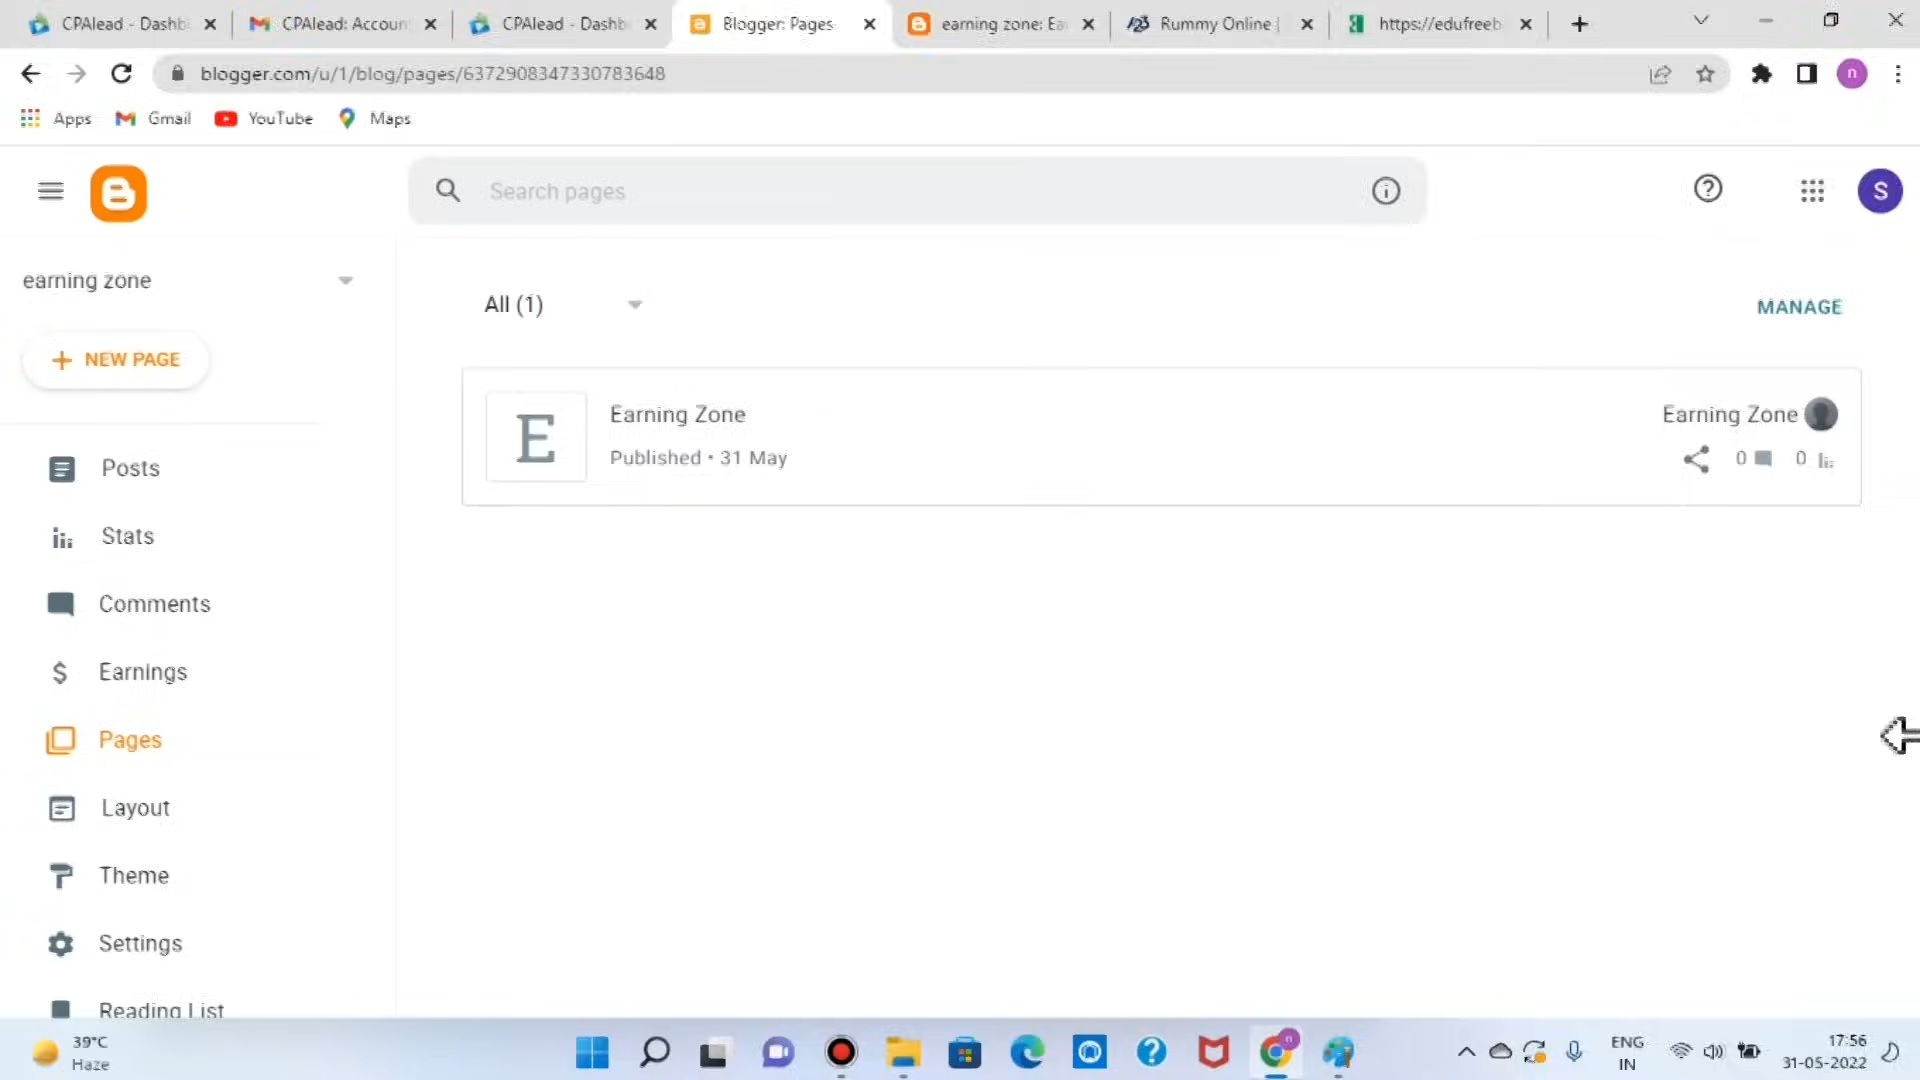 CPAlead - Dashb
CPAlead: Accoun
CPAlead - Dashb
Blogger: Pages
earning zone: Ea
Rummy Online |
https://edufreeb
blogger.com/u/1/blog/pages/6372908347330783648
n
Apps
Gmail
YouTube
Maps
Search pages
S
earning zone
All (1)
MANAGE
NEW PAGE
E
Earning Zone
Published • 31 May
Earning Zone
0
0
Posts
Stats
Comments
Earnings
Pages
Layout
Theme
Settings
Reading List
39°C
Haze
ENG
IN
17:56
31-05-2022